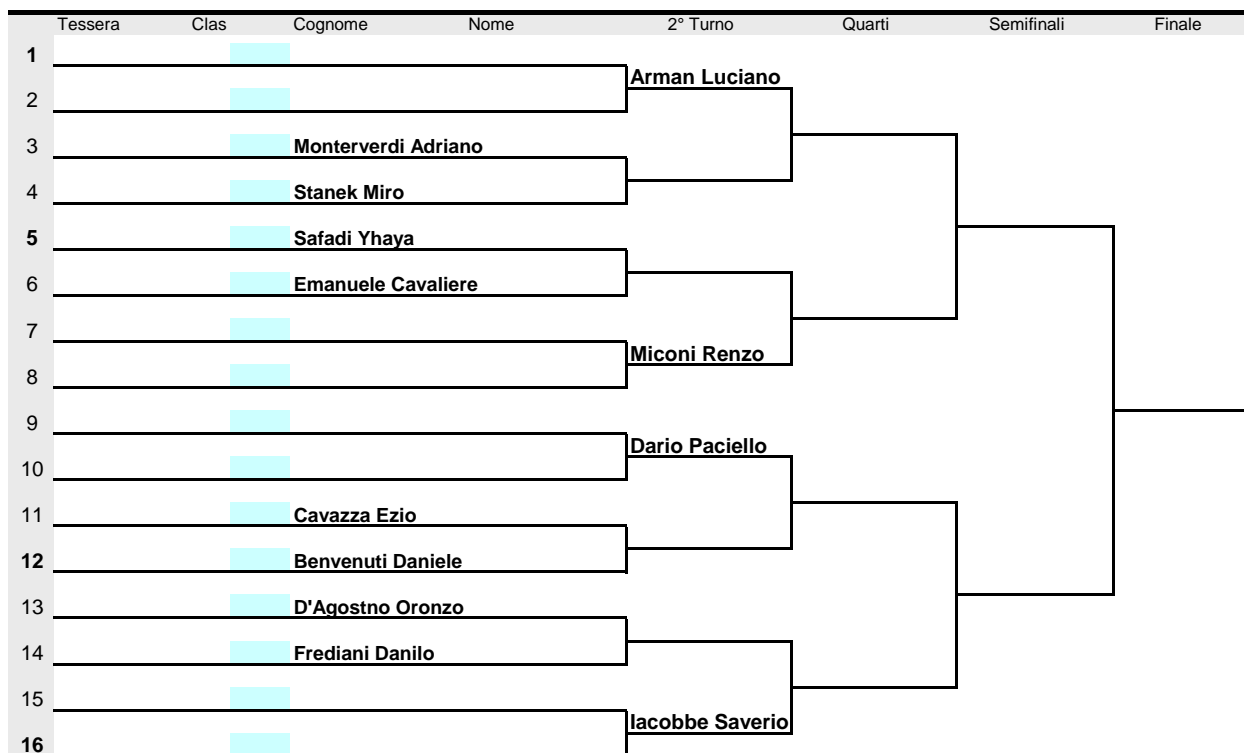 Tessera Clas Cognome Nome 2° Turno Quarti Semifinali Finale
1
Arman Luciano
2
3 Monterverdi Adriano
4 Stanek Miro
5 Safadi Yhaya
6 Emanuele Cavaliere
7
Miconi Renzo
8
9
Dario Paciello
10
11 Cavazza Ezio
12 Benvenuti Daniele
13 D'Agostno Oronzo
14 Frediani Danilo
15
Iacobbe Saverio
16